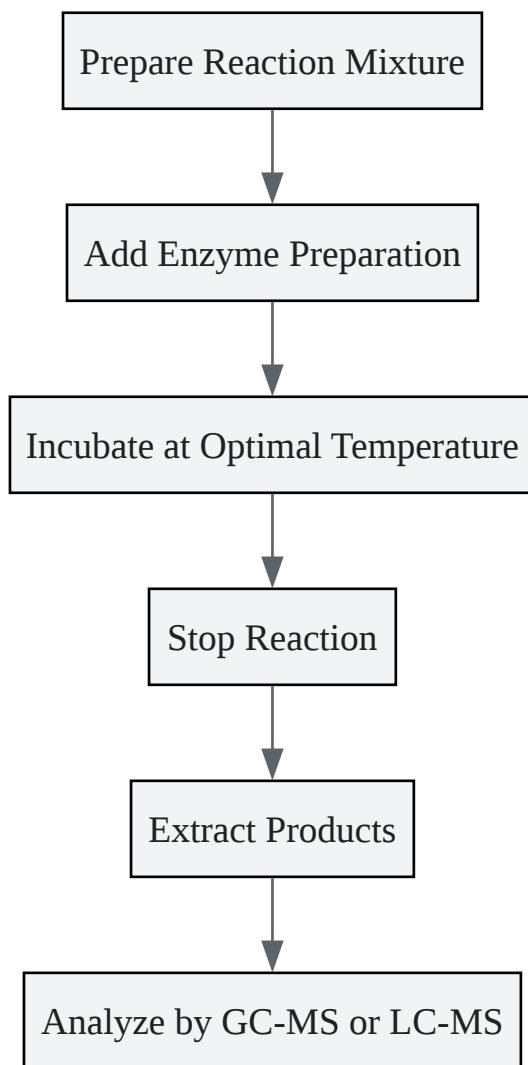 Prepare Reaction Mixture
Add Enzyme Preparation
Incubate at Optimal Temperature
Stop Reaction
Extract Products
Analyze by GC-MS or LC-MS